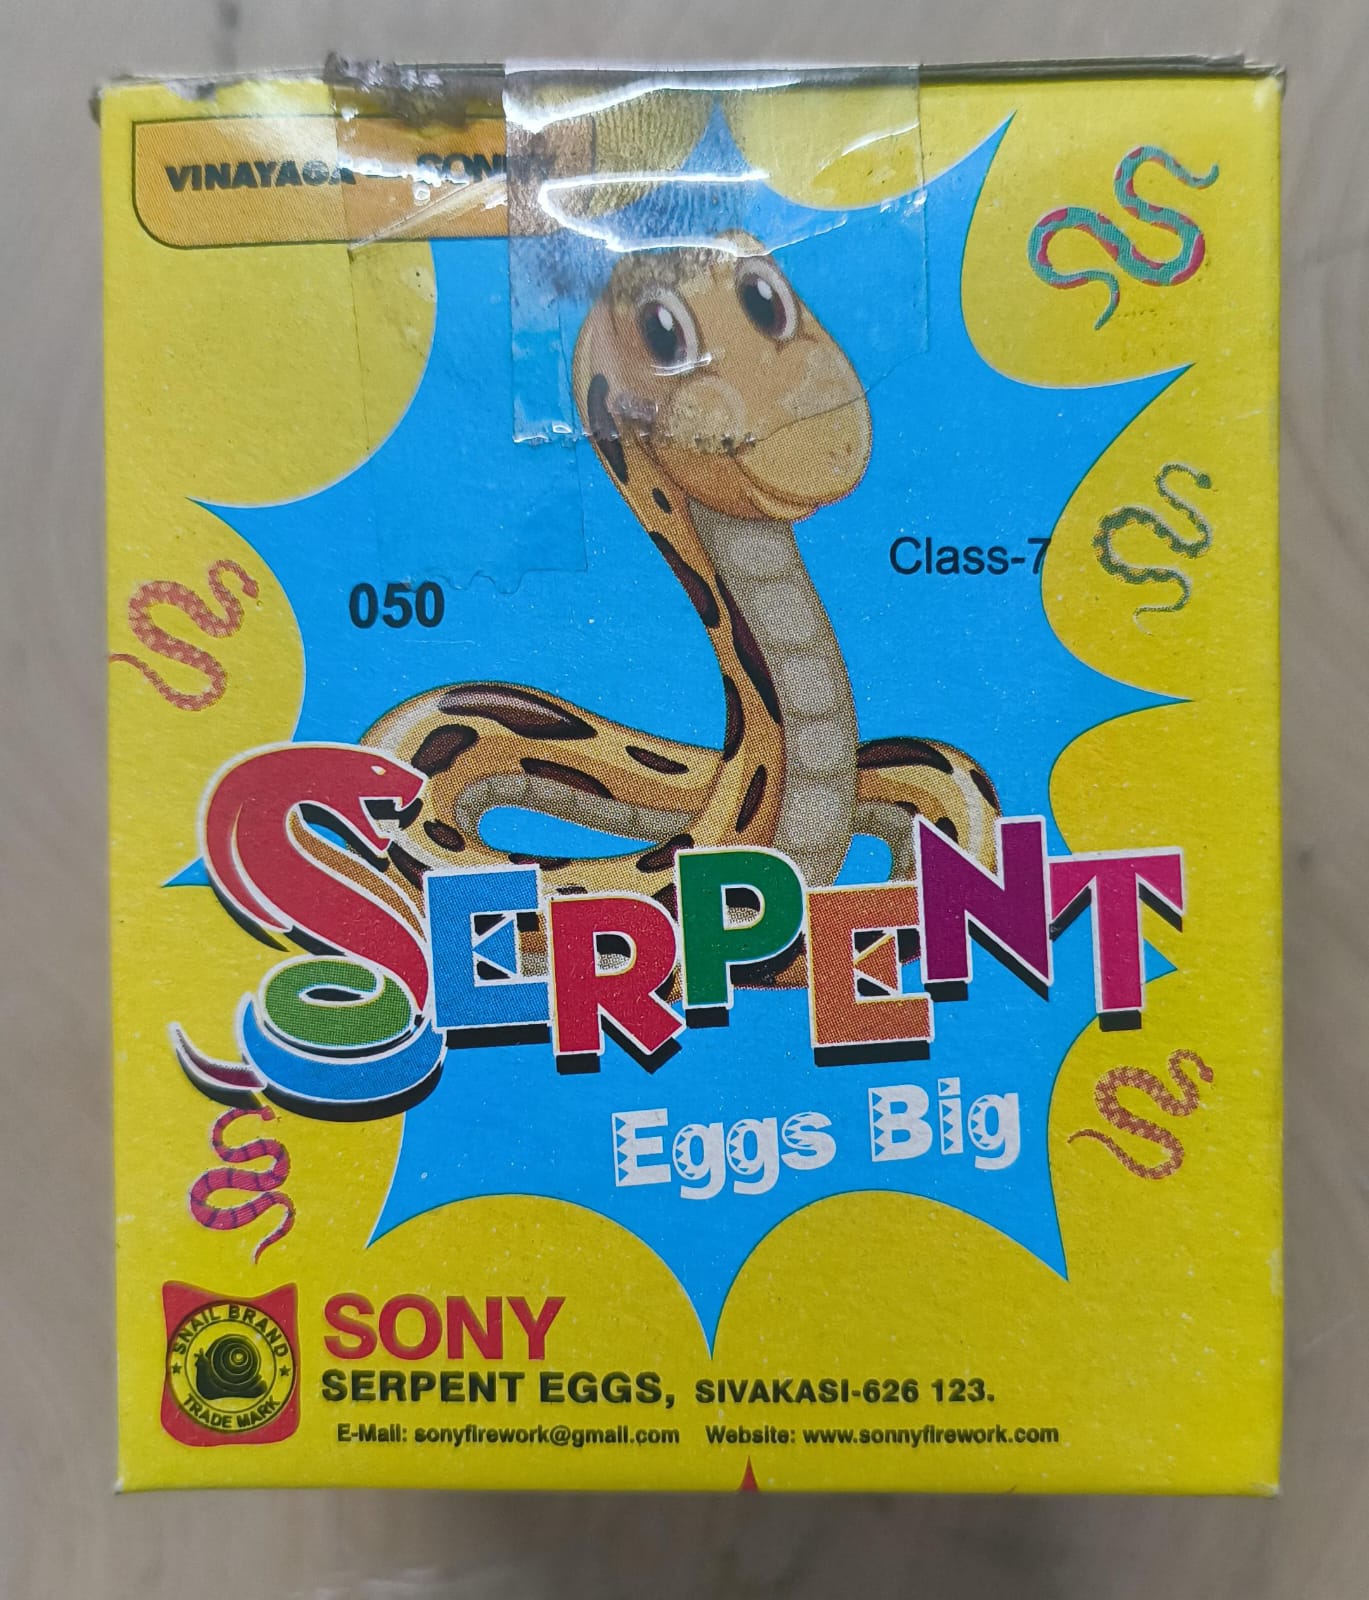 VINAYAGA SONNY
Class-7
050
SERPENT
Eggs Big
SNAIL BRAND
TRADE MARK
SONY
SERPENT EGGS, SIVAKASI-626 123.
E-Mail: sonyfirework@gmail.com Website: www.sonnyfirework.com